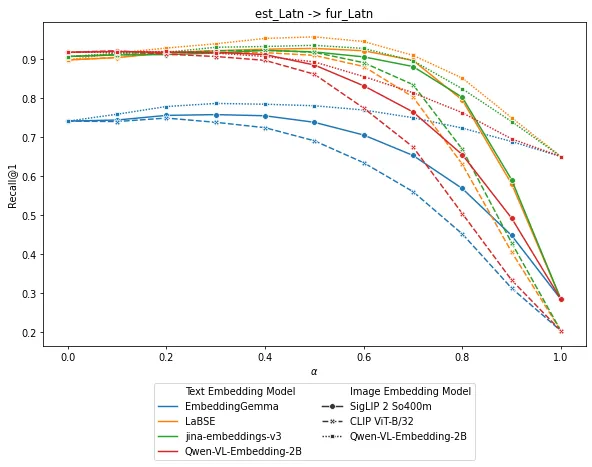 est_Latn -> fur_Latn
Recall@1
0.9
0.8
0.7
0.6
0.5
0.4
0.3
0.2
0.0 0.2 0.4 0.6 0.8 1.0
α
Text Embedding Model Image Embedding Model
EmbeddingGemma SigLIP 2 So400m
LaBSE CLIP ViT-B/32
jina-embeddings-v3 Qwen-VL-Embedding-2B
Qwen-VL-Embedding-2B